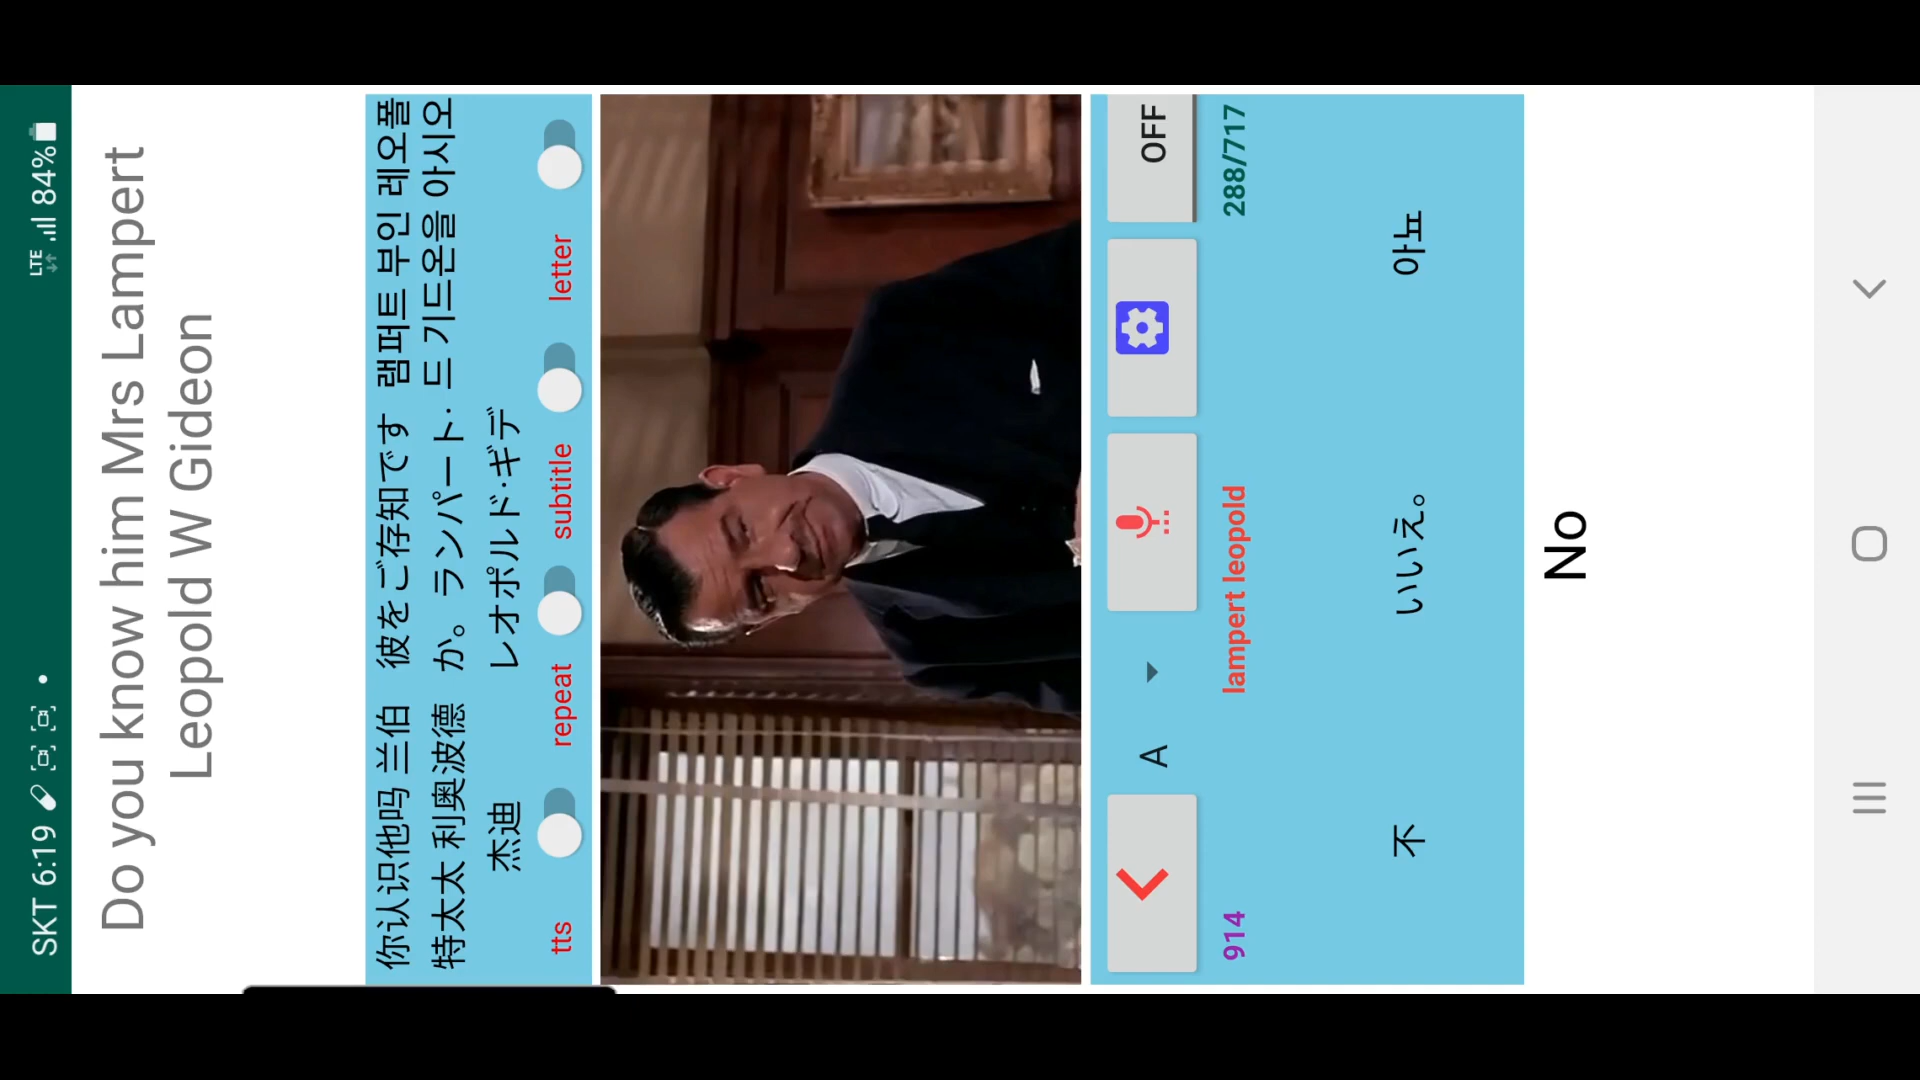 SKT 6:19 LTE 84%
Do you know him Mrs Lampert
Leopold W Gideon
你认识他吗 兰伯
特太太 利奥波德
杰迪
彼をご存知です
か。ランパート·
レオポルド·ギデ
램퍼트 부인 레오폴
드 기드온을 아시오
tts repeat subtitle letter
A OFF
914 lampert leopold 288/717
不 いいえ。 아뇨
No